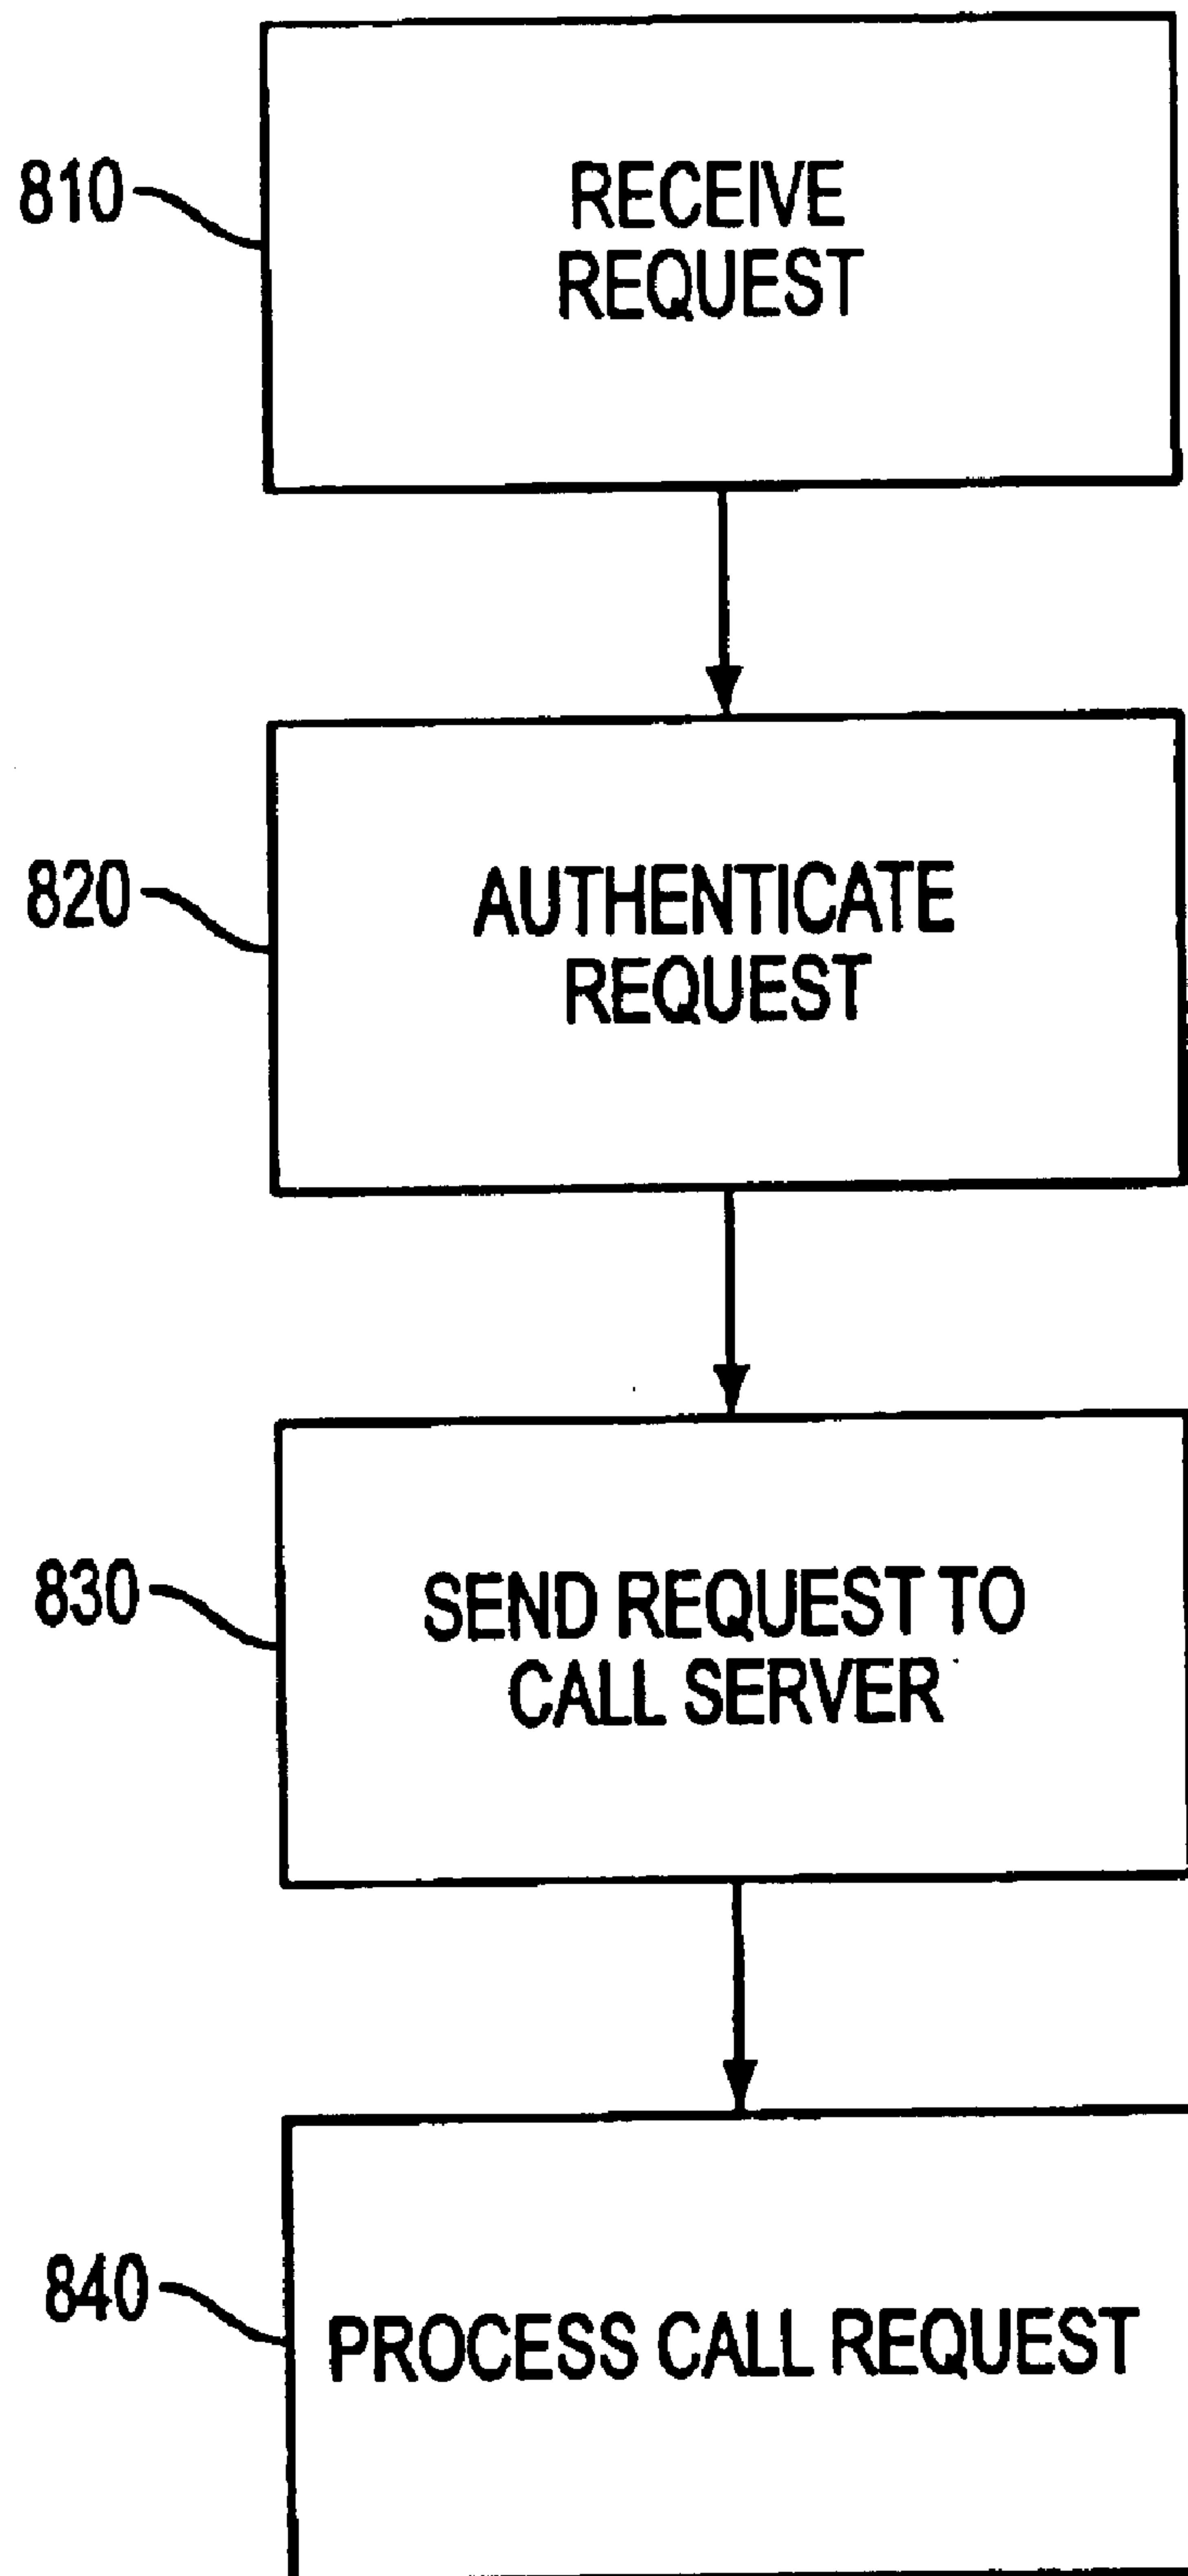 810
RECEIVE
REQUEST
820
AUTHENTICATE
REQUEST
830
SEND REQUEST TO
CALL SERVER
840
PROCESS CALL REQUEST